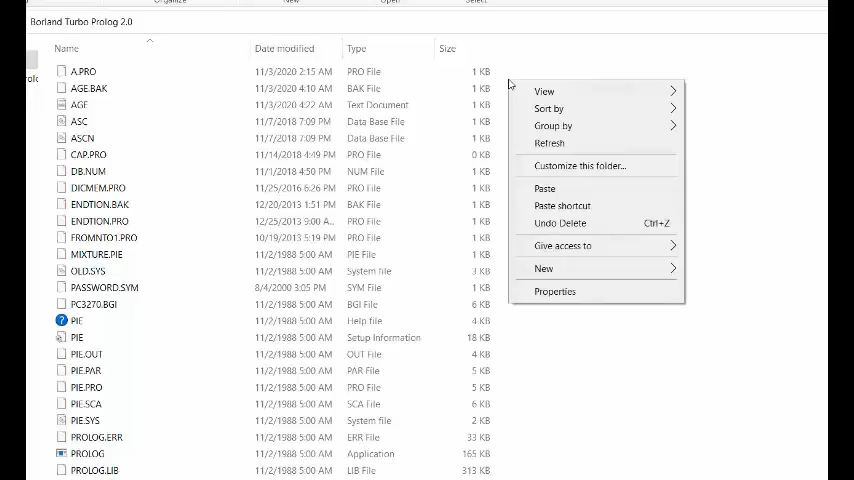 Organize New Open Select
Borland Turbo Prolog 2.0
Name Date modified Type Size
A.PRO 11/3/2020 2:15 AM PRO File 1 KB
AGE.BAK 11/3/2020 4:10 AM BAK File 1 KB
AGE 11/3/2020 4:22 AM Text Document 1 KB
ASC 11/7/2018 7:09 PM Data Base File 1 KB
ASCN 11/7/2018 7:09 PM Data Base File 1 KB
CAP.PRO 11/14/2018 4:49 PM PRO File 0 KB
DB.NUM 11/1/2018 4:50 PM NUM File 1 KB
DICMEM.PRO 11/25/2016 6:26 PM PRO File 1 KB
ENDTION.BAK 12/20/2013 1:51 PM BAK File 1 KB
ENDTION.PRO 12/25/2013 9:00 A... PRO File 1 KB
FROMNTO1.PRO 10/19/2013 5:19 PM PRO File 1 KB
MIXTURE.PIE 11/2/1988 5:00 AM PIE File 1 KB
OLD.SYS 11/2/1988 5:00 AM System file 3 KB
PASSWORD.SYM 8/4/2000 3:05 PM SYM File 1 KB
PC3270.BGI 11/2/1988 5:00 AM BGI File 6 KB
PIE 11/2/1988 5:00 AM Help file 4 KB
PIE 11/2/1988 5:00 AM Setup Information 18 KB
PIE.OUT 11/2/1988 5:00 AM OUT File 4 KB
PIE.PAR 11/2/1988 5:00 AM PAR File 5 KB
PIE.PRO 11/2/1988 5:00 AM PRO File 5 KB
PIE.SCA 11/2/1988 5:00 AM SCA File 6 KB
PIE.SYS 11/2/1988 5:00 AM System file 2 KB
PROLOG.ERR 11/2/1988 5:00 AM ERR File 33 KB
PROLOG 11/2/1988 5:00 AM Application 165 KB
PROLOG.LIB 11/2/1988 5:00 AM LIB File 313 KB
View
Sort by
Group by
Refresh
Customize this folder...
Paste
Paste shortcut
Undo Delete Ctrl+Z
Give access to
New
Properties